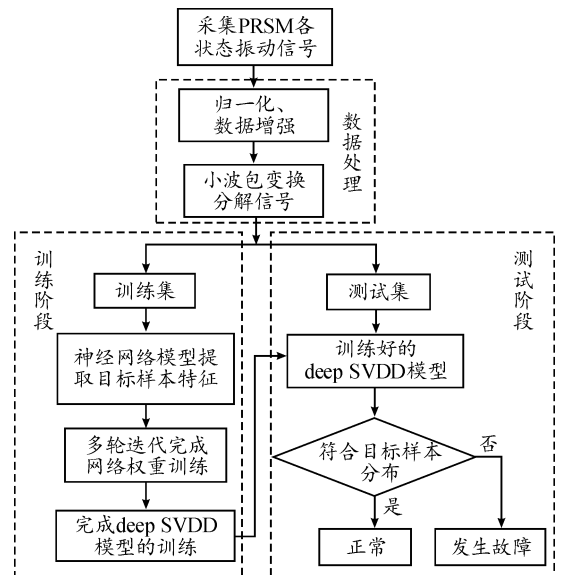 采集PRSM各
状态振动信号
归一化、
数据增强
小波包变换
分解信号
数据处理
训练阶段
训练集
神经网络模型提
取目标样本特征
多轮迭代完成
网络权重训练
完成deep SVDD
模型的训练
测试阶段
测试集
训练好的
deep SVDD模型
符合目标样本
分布
否
是
正常
发生故障